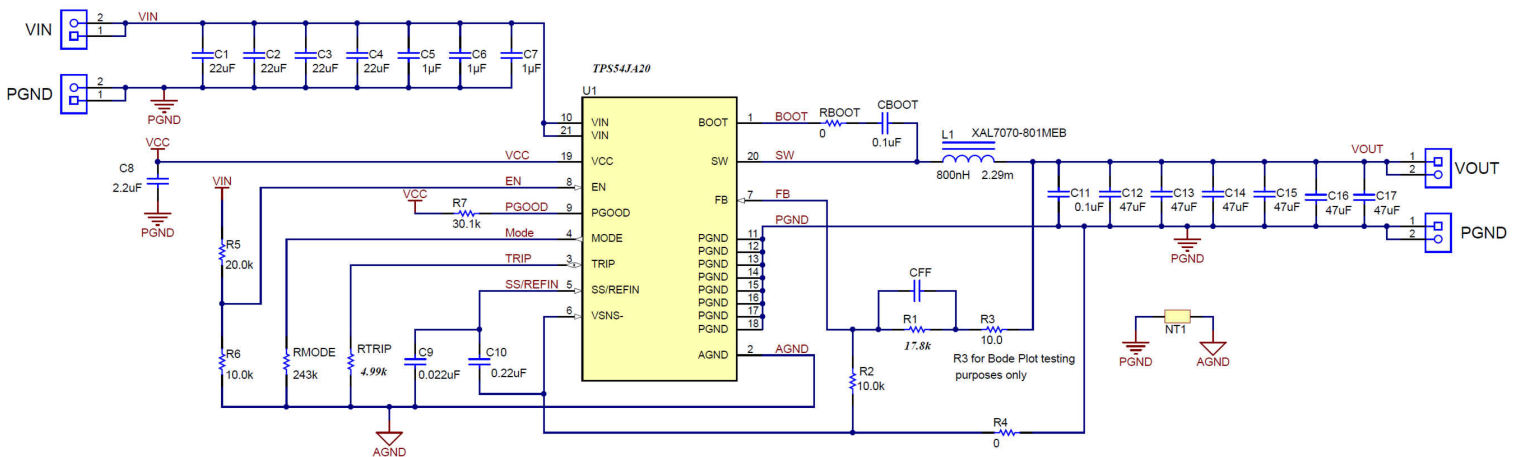 VIN
2
1
VIN
PGND
2
1
PGND
C1
22uF
C2
22uF
C3
22uF
C4
22uF
C5
1µF
C6
1µF
C7
1µF
TPS54JA20
U1
10
VIN
21
VIN
VCC
C8
2.2uF
PGND
VCC
19
VCC
EN
8
EN
VCC
R7
30.1k
PGOOD
9
PGOOD
Mode
4
MODE
TRIP
3
TRIP
SS/REFIN
5
SS/REFIN
6
VSNS-
VIN
R5
20.0k
R6
10.0k
RMODE
243k
RTRIP
4.99k
C9
0.022uF
C10
0.22uF
AGND
BOOT
1
BOOT
RBOOT
0
CBOOT
0.1uF
SW
20
SW
L1
XAL7070-801MEB
800nH
2.29m
FB
7
FB
PGND
PGND
11
PGND
12
PGND
13
PGND
14
PGND
15
PGND
16
PGND
17
PGND
18
AGND
2
AGND
CFF
R1
17.8k
R3
10.0
R3 for Bode Plot testing
purposes only
R2
10.0k
R4
0
C11
0.1uF
C12
47uF
C13
47uF
C14
47uF
C15
47uF
C16
47uF
C17
47uF
VOUT
1
2
VOUT
1
2
PGND
PGND
NT1
PGND
AGND